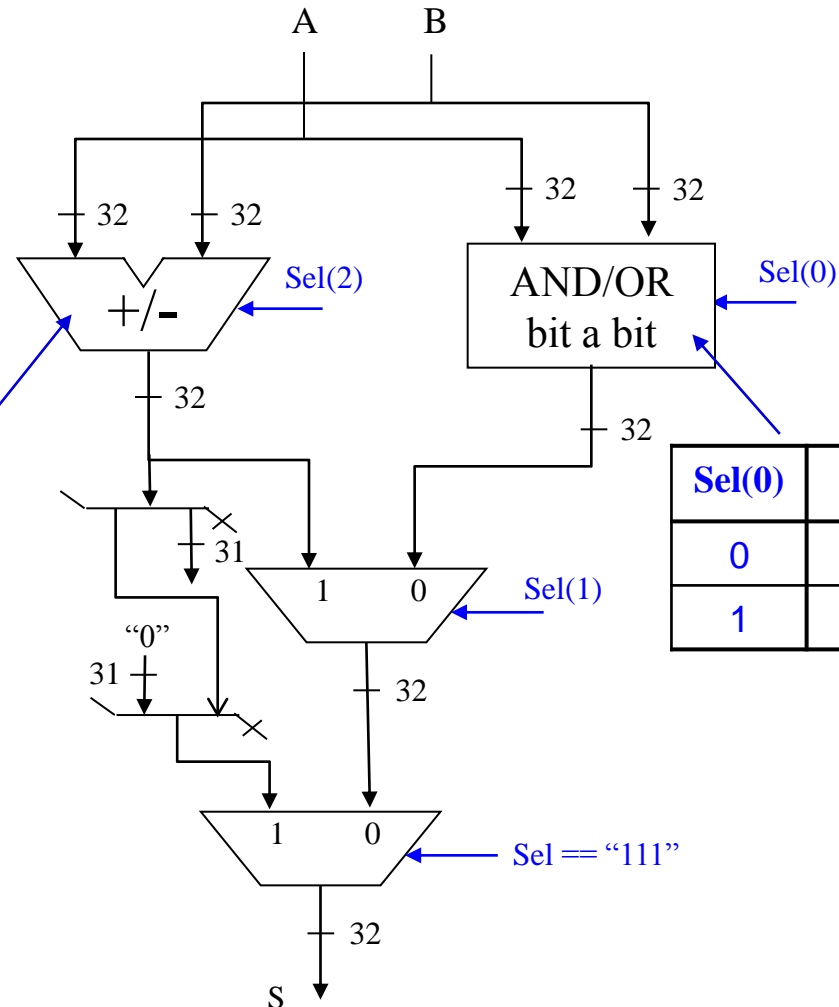 A B
32 32 32 32
Sel(2)
+/-
AND/OR
bit a bit
Sel(0)
32
32
Sel(0)
0
1
31
1 0
Sel(1)
“0”
31
32
1 0
Sel == “111”
32
S